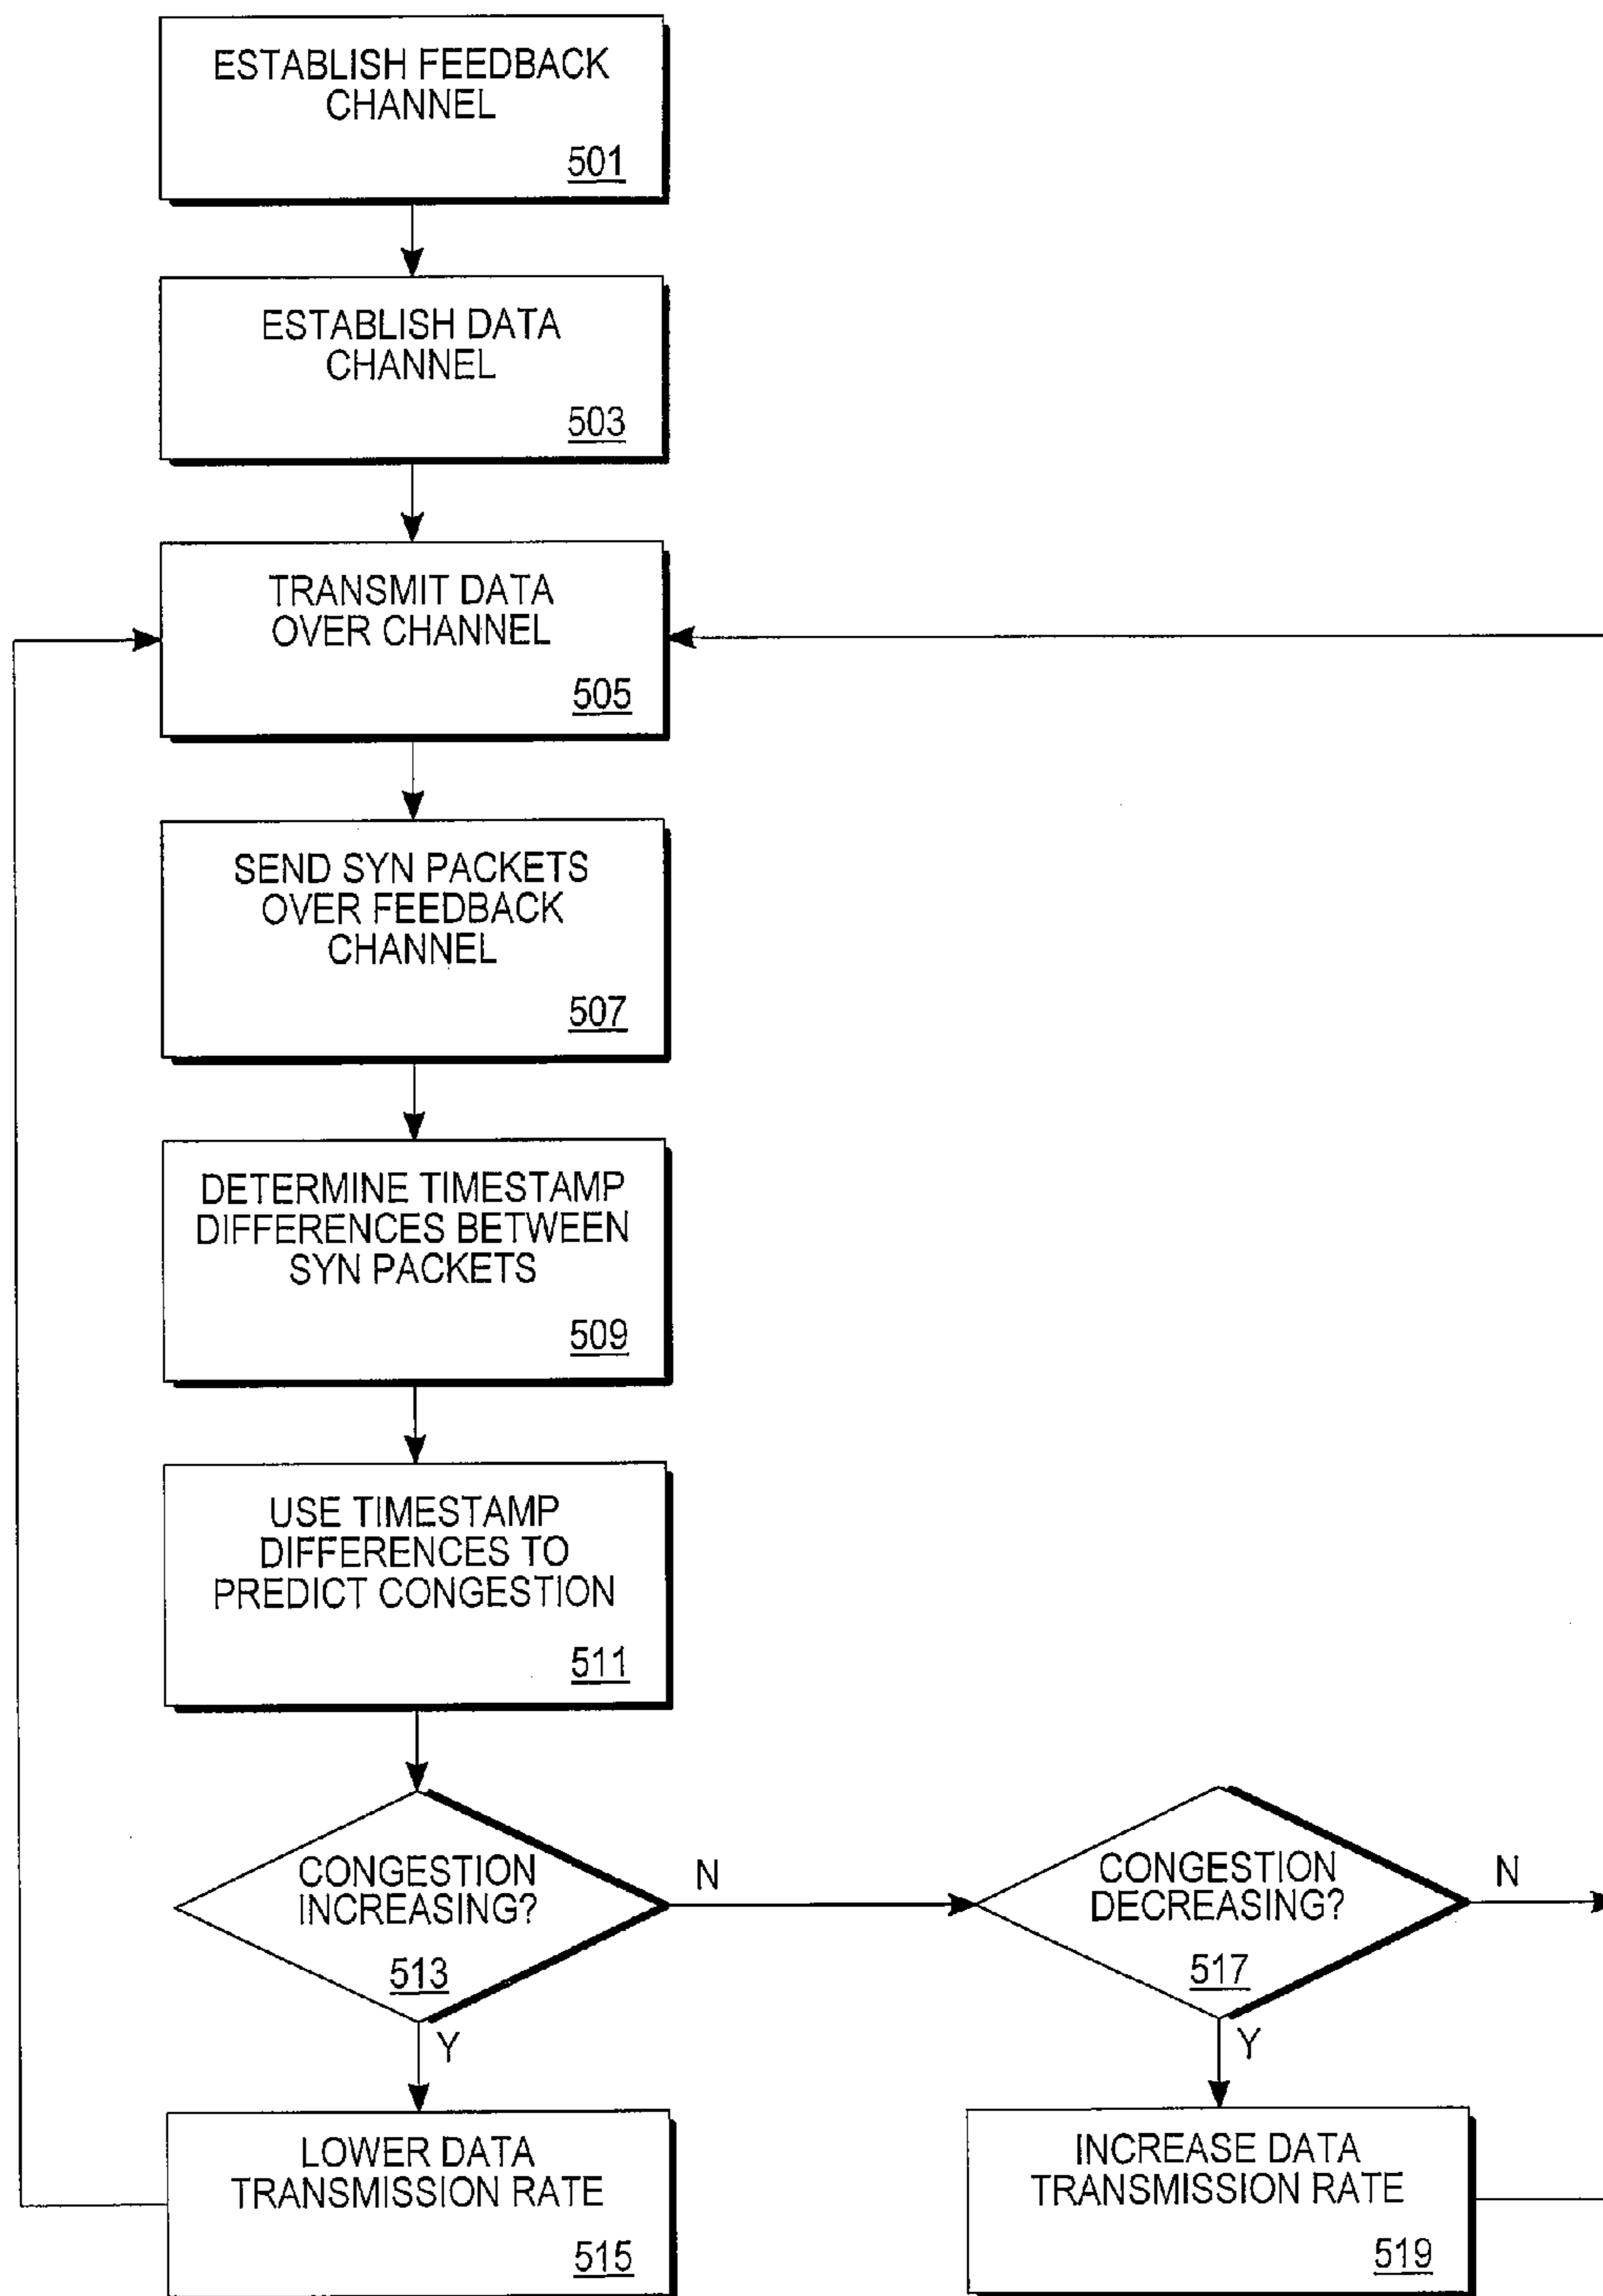 ESTABLISH FEEDBACK
CHANNEL
501
ESTABLISH DATA
CHANNEL
503
TRANSMIT DATA
OVER CHANNEL
505
SEND SYN PACKETS
OVER FEEDBACK
CHANNEL
507
DETERMINE TIMESTAMP
DIFFERENCES BETWEEN
SYN PACKETS
509
USE TIMESTAMP
DIFFERENCES TO
PREDICT CONGESTION
511
CONGESTION
INCREASING?
513
N
Y
CONGESTION
DECREASING?
517
N
Y
LOWER DATA
TRANSMISSION RATE
515
INCREASE DATA
TRANSMISSION RATE
519